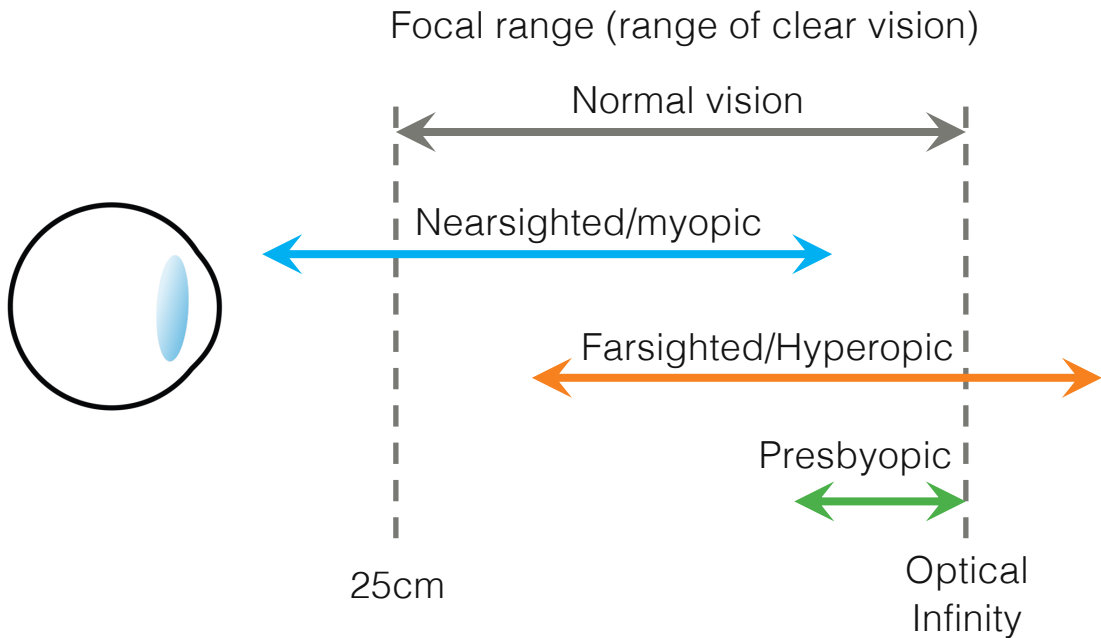 Focal range (range of clear vision)
Normal vision
Nearsighted/myopic
Farsighted/Hyperopic
Presbyopic
25cm
Optical
Infinity